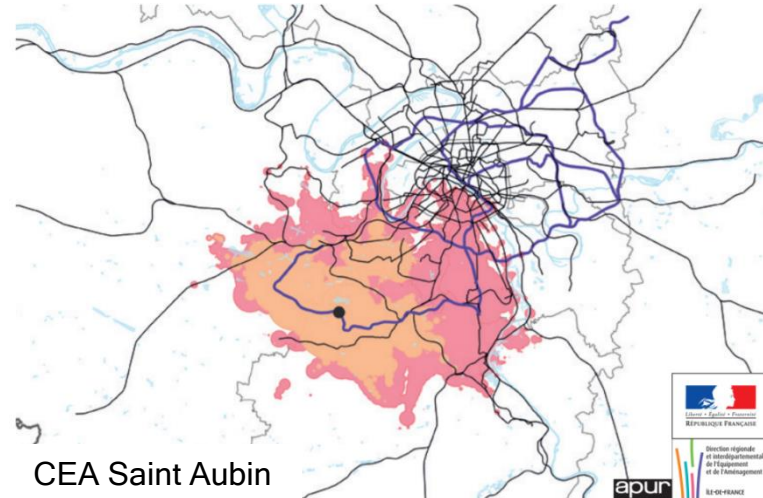 CEA Saint Aubin
apur
Liberté • Égalité • Fraternité
RÉPUBLIQUE FRANÇAISE
Direction régionale
et interdépartementale
de l'Équipement
et de l'Aménagement
ÎLE-DE-FRANCE